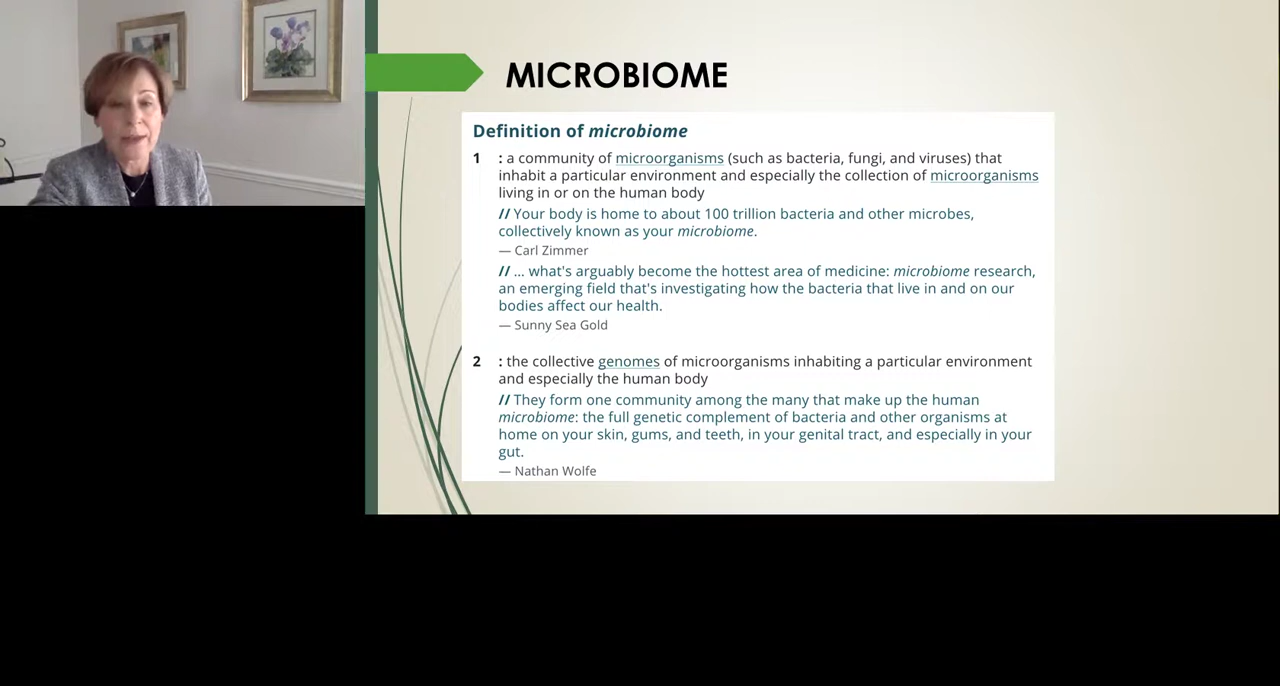 MICROBIOME
Definition of microbiome
1 : a community of microorganisms (such as bacteria, fungi, and viruses) that
inhabit a particular environment and especially the collection of microorganisms
living in or on the human body
// Your body is home to about 100 trillion bacteria and other microbes,
collectively known as your microbiome.
— Carl Zimmer
// ... what's arguably become the hottest area of medicine: microbiome research,
an emerging field that's investigating how the bacteria that live in and on our
bodies affect our health.
— Sunny Sea Gold
2 : the collective genomes of microorganisms inhabiting a particular environment
and especially the human body
// They form one community among the many that make up the human
microbiome: the full genetic complement of bacteria and other organisms at
home on your skin, gums, and teeth, in your genital tract, and especially in your
gut.
— Nathan Wolfe